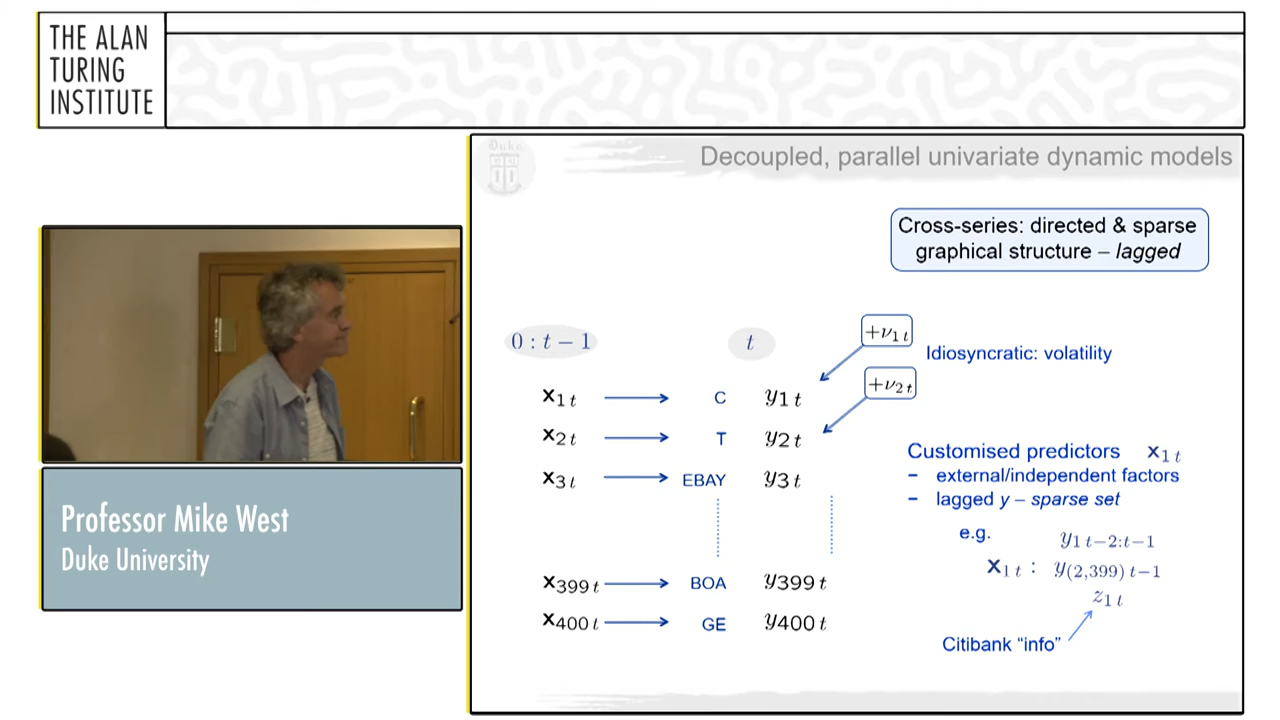 THE ALAN
TURING
INSTITUTE
Duke
Decoupled, parallel univariate dynamic models
Cross-series: directed & sparse
graphical structure – lagged
0 : t − 1
t
+ν1 t
Idiosyncratic: volatility
+ν2 t
x1 t C y1 t
x2 t T y2 t
x3 t EBAY y3 t
x399 t BOA y399 t
x400 t GE y400 t
Customised predictors x1 t
- external/independent factors
- lagged y – sparse set
e.g.
y1 t−2:t−1
x1 t : y(2,399) t−1
z1 t
Citibank “info”
Professor Mike West
Duke University